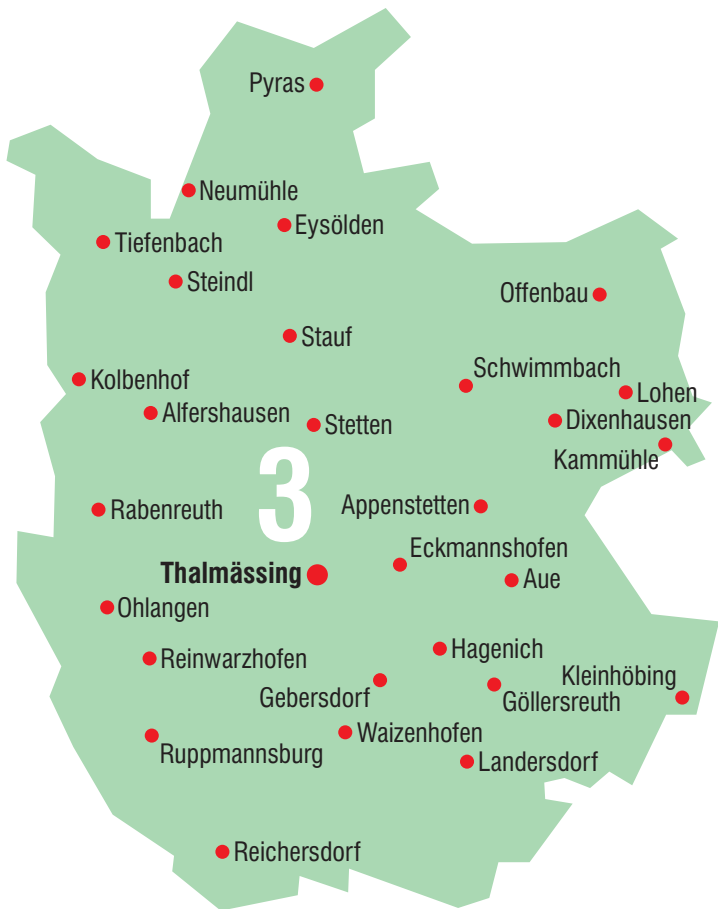 Pyras
Neumühle
Eysölden
Tiefenbach
Steindl
Offenbau
Stauf
Schwimmbach
Kolbenhof
Lohen
Alfershausen
Stetten
Dixenhausen
Kammühle
3
Rabenreuth
Appenstetten
Eckmannshofen
Thalmässing
Aue
Ohlangen
Hagenich
Reinwarzhofen
Kleinhöbing
Gebersdorf
Göllersreuth
Waizenhofen
Ruppmannsburg
Landersdorf
Reichersdorf